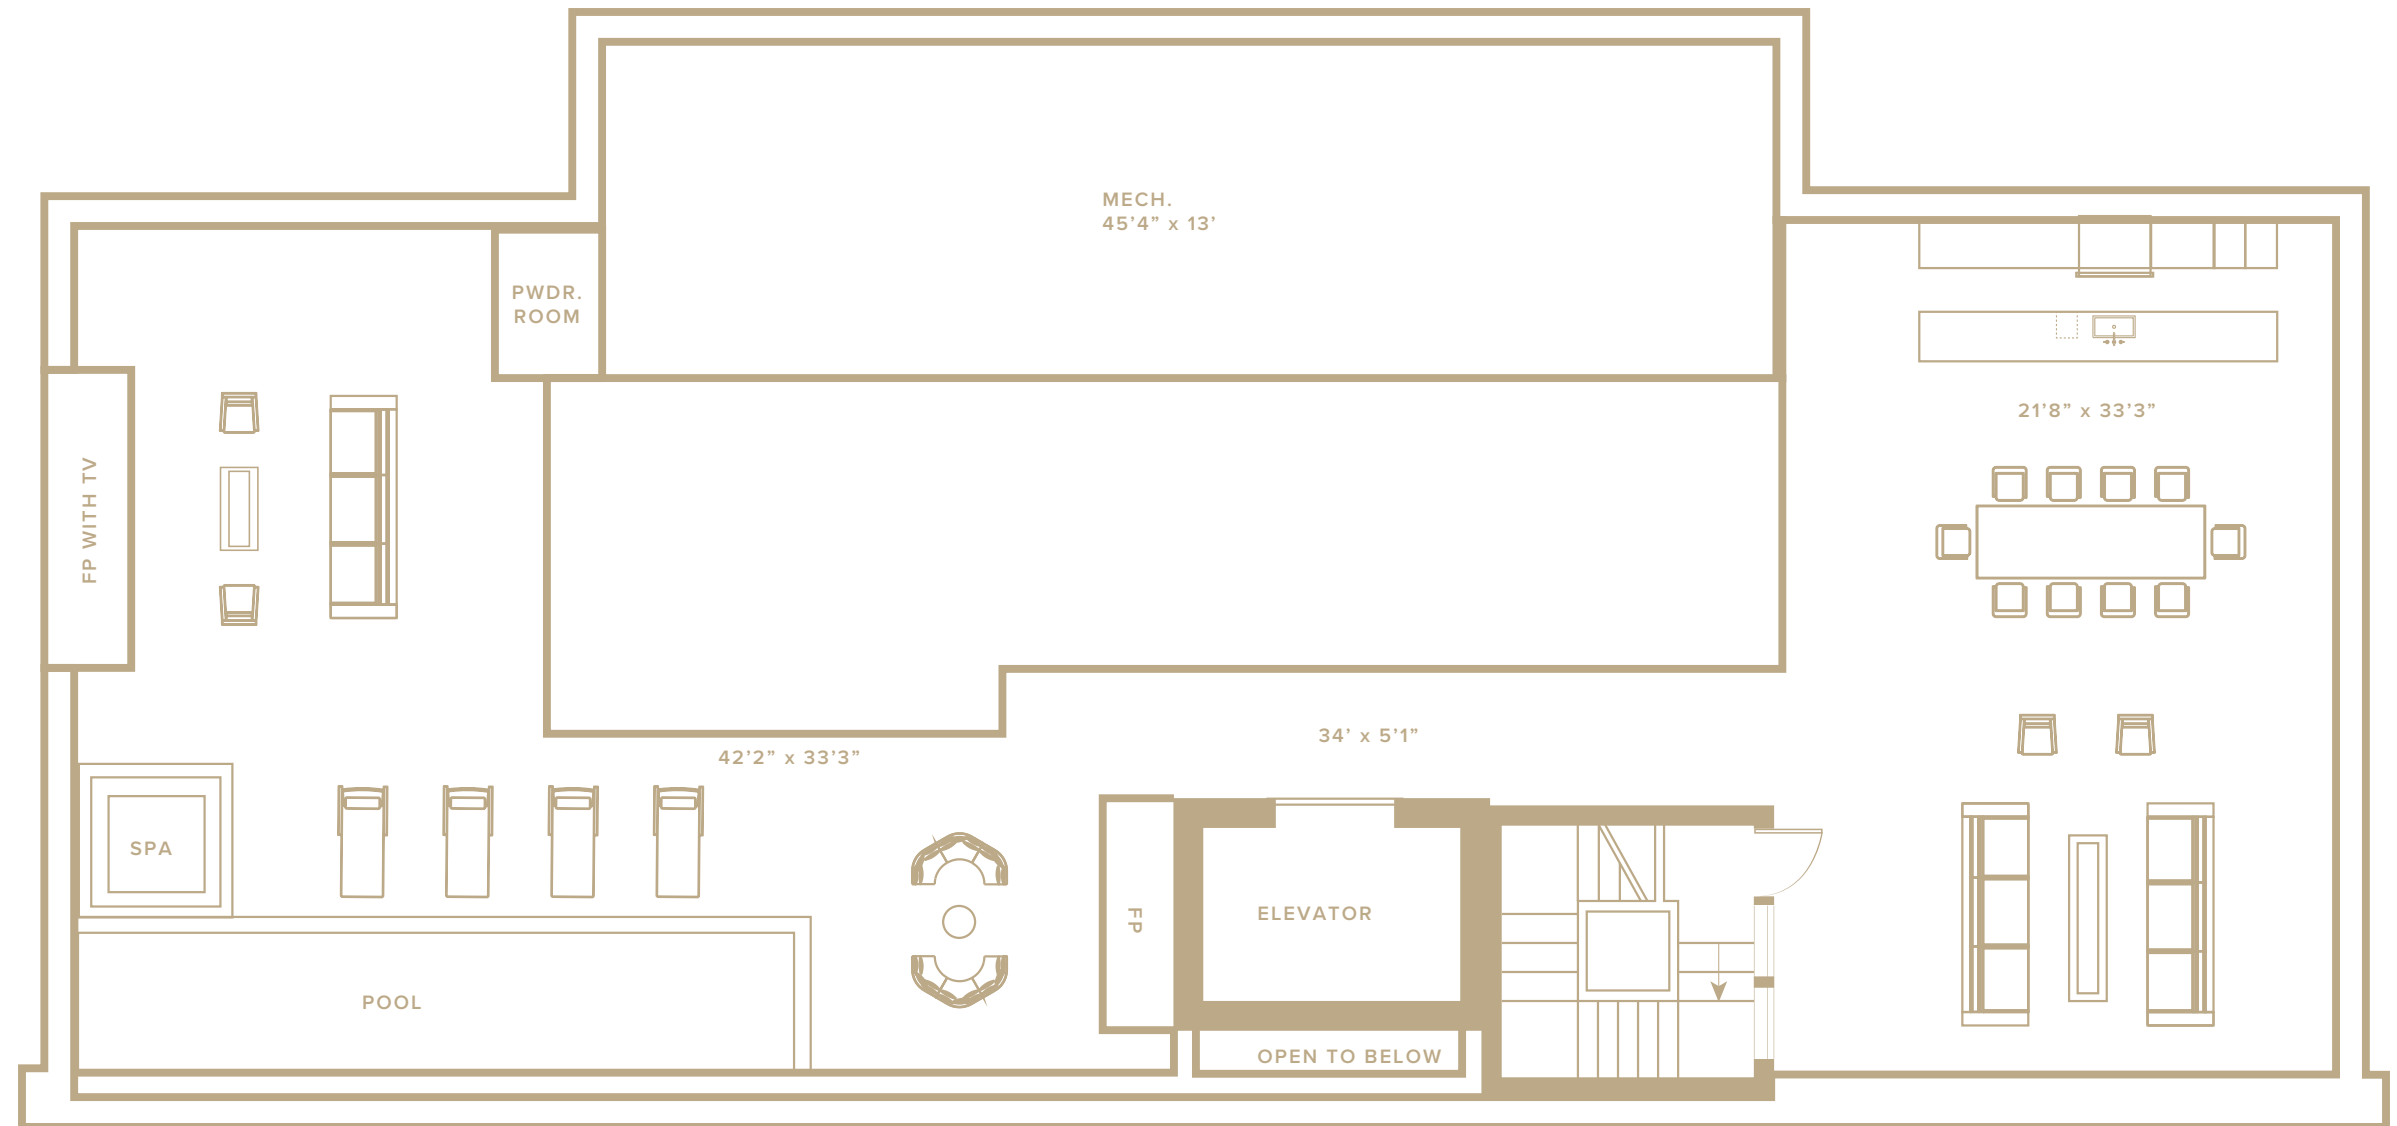 MECH.
45’4” x 13’
PWDR.
ROOM
21’8” x 33’3”
FP WITH TV
34’ x 5’1”
42’2” x 33’3”
SPA
FP
ELEVATOR
POOL
OPEN TO BELOW